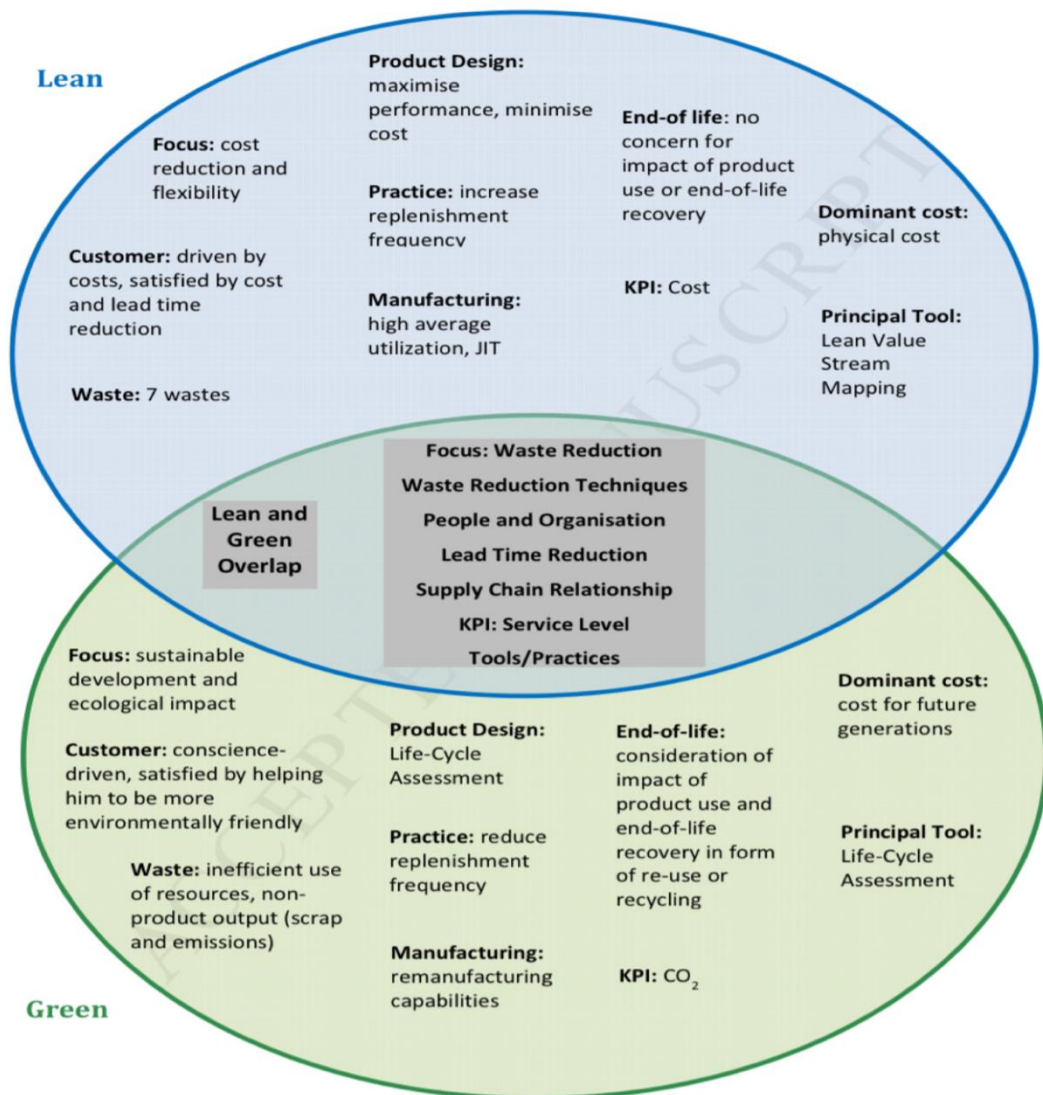 Lean
Product Design:
maximise
performance, minimise
cost
End-of life: no
concern for
impact of product
use or end-of-life
recovery
Focus: cost
reduction and
flexibility
Practice: increase
replenishment
frequency
Dominant cost:
physical cost
Customer: driven by
costs, satisfied by cost
and lead time
reduction
KPI: Cost
Manufacturing:
high average
utilization, JIT
Principal Tool:
Lean Value
Stream
Mapping
Waste: 7 wastes
Lean and
Green
Overlap
Focus: Waste Reduction
Waste Reduction Techniques
People and Organisation
Lead Time Reduction
Supply Chain Relationship
KPI: Service Level
Tools/Practices
Focus: sustainable
development and
ecological impact
Dominant cost:
cost for future
generations
Customer: conscience-
driven, satisfied by helping
him to be more
environmentally friendly
Product Design:
Life-Cycle
Assessment
End-of-life:
consideration of
impact of
product use and
end-of-life
recovery in form
of re-use or
recycling
Practice: reduce
replenishment
frequency
Principal Tool:
Life-Cycle
Assessment
Waste: inefficient use
of resources, non-
product output (scrap
and emissions)
Manufacturing:
remanufacturing
capabilities
KPI: CO₂
Green